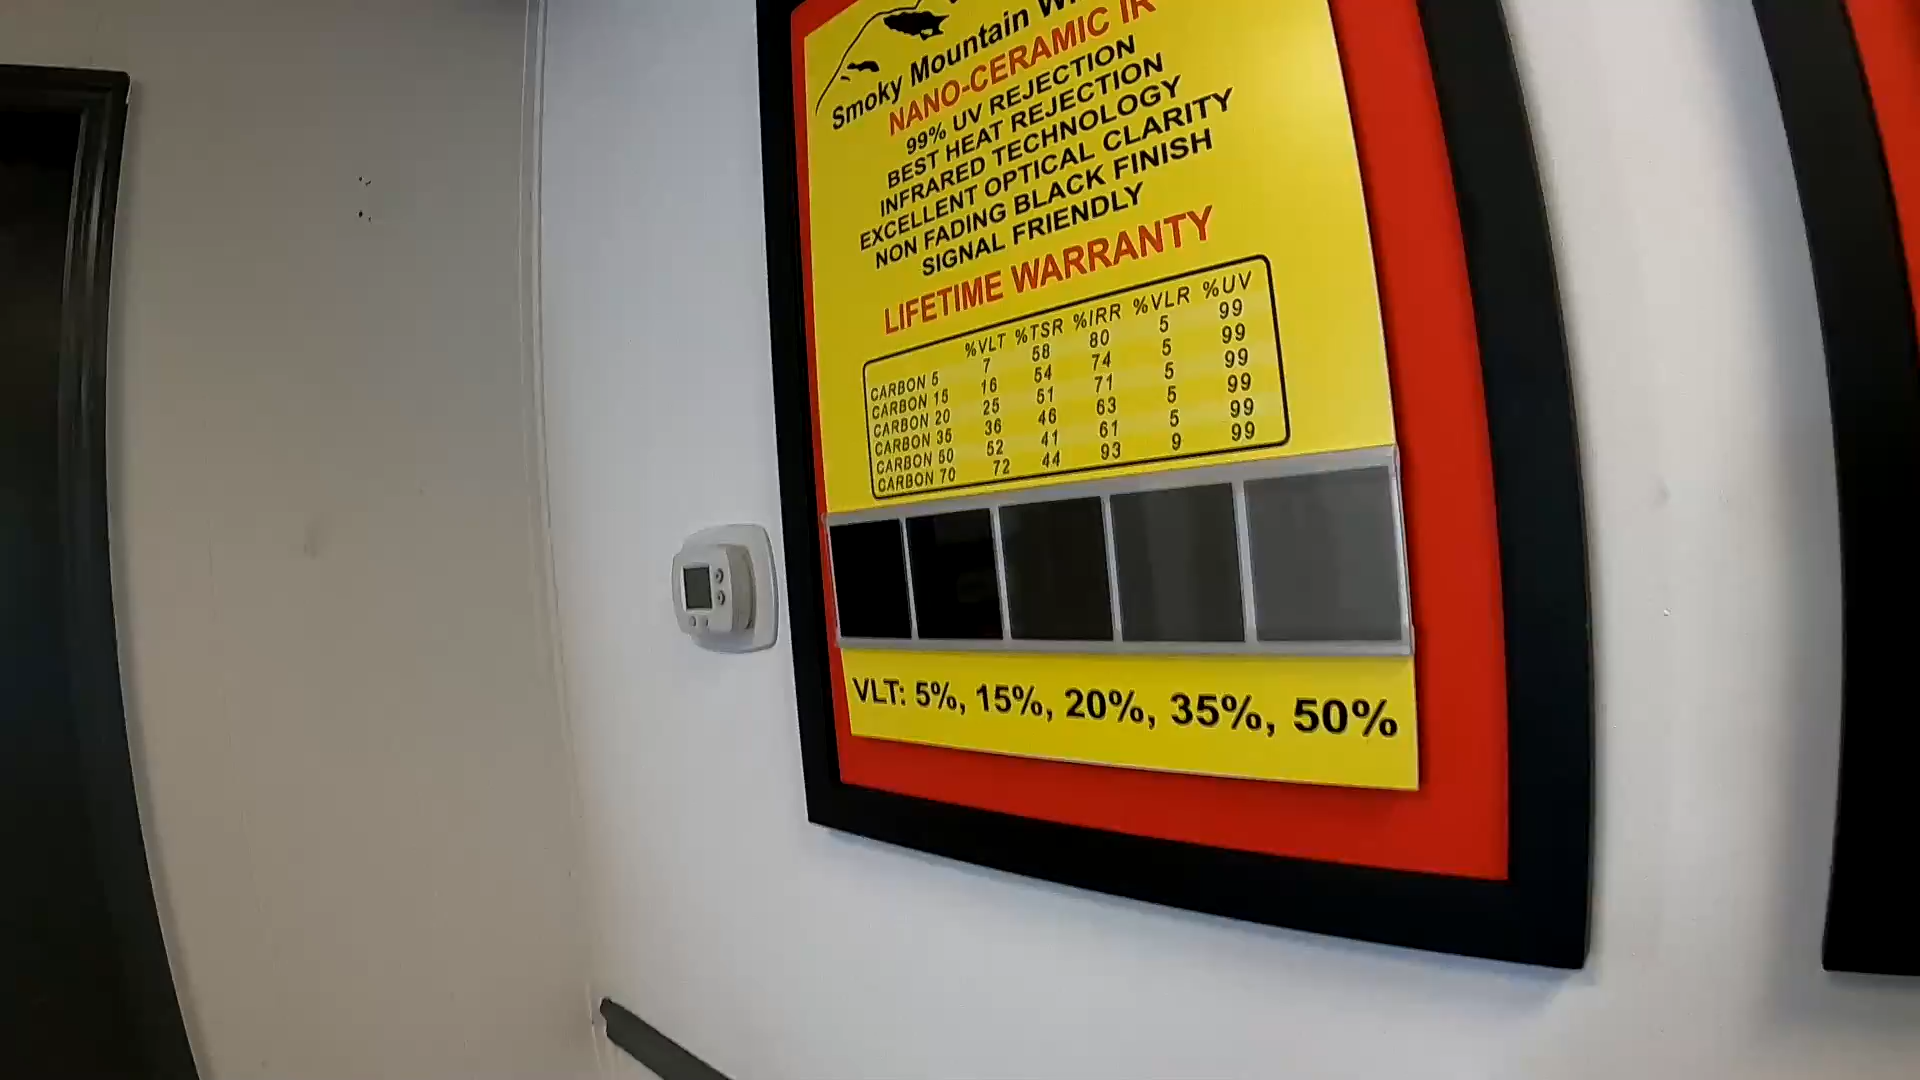 Smoky Mountain
NANO-CERAMIC IR
99% UV REJECTION
BEST HEAT REJECTION
INFRARED TECHNOLOGY
EXCELLENT OPTICAL CLARITY
NON FADING BLACK FINISH
SIGNAL FRIENDLY
LIFETIME WARRANTY
%VLT %TSR %IRR %VLR %UV
CARBON 5 7 58 80 5 99
CARBON 15 16 54 74 5 99
CARBON 20 25 51 71 5 99
CARBON 35 36 46 63 5 99
CARBON 50 52 41 61 5 99
CARBON 70 72 44 93 9 99
VLT: 5%, 15%, 20%, 35%, 50%